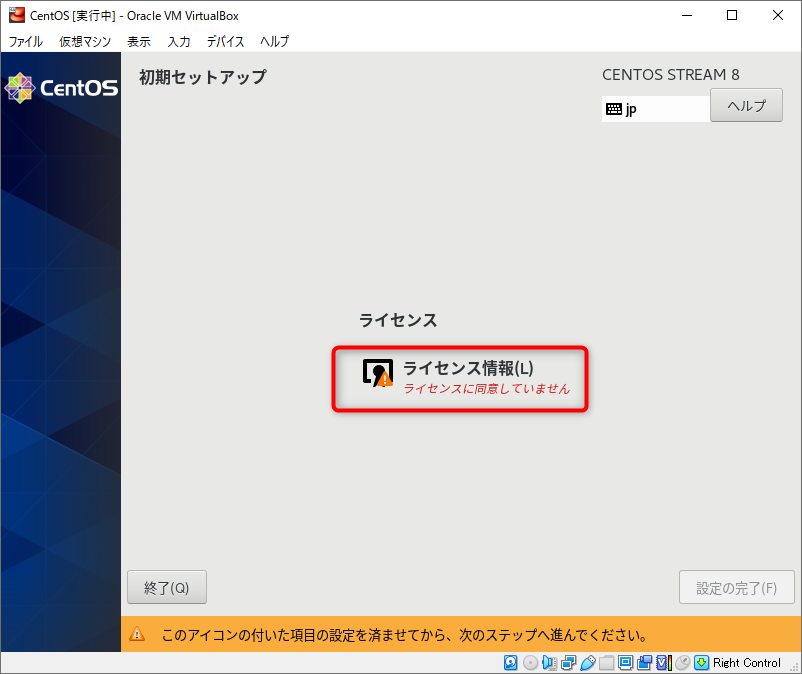 CentOS [実行中] - Oracle VM VirtualBox
ファイル 仮想マシン 表示 入力 デバイス ヘルプ
CentOS
初期セットアップ
CENTOS STREAM 8
jp
ヘルプ
ライセンス
ライセンス情報(L)
ライセンスに同意していません
終了(Q)
設定の完了(F)
このアイコンの付いた項目の設定を済ませてから、次のステップへ進んでください。
Right Control